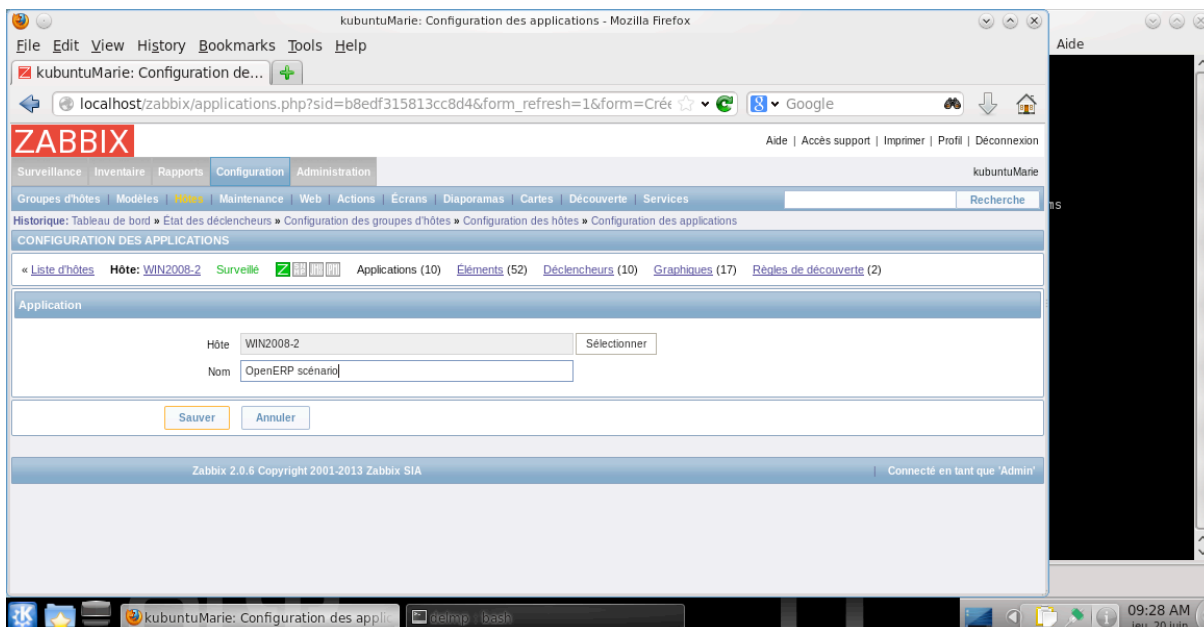 kubuntuMarie: Configuration des applications - Mozilla Firefox
File Edit View History Bookmarks Tools Help
Aide
kubuntuMarie: Configuration de...
localhost/zabbix/applications.php?sid=b8edf315813cc8d4&form_refresh=1&form=Crée
Google
ZABBIX
Aide | Accès support | Imprimer | Profil | Déconnexion
Surveillance Inventaire Rapports Configuration Administration
kubuntuMarie
Groupes d'hôtes | Modèles | Hôtes | Maintenance | Web | Actions | Écrans | Diaporamas | Cartes | Découverte | Services
Recherche
ms
Historique: Tableau de bord » État des déclencheurs » Configuration des groupes d'hôtes » Configuration des hôtes » Configuration des applications
CONFIGURATION DES APPLICATIONS
« Liste d'hôtes Hôte: WIN2008-2 Surveillé Z Applications (10) Éléments (52) Déclencheurs (10) Graphiques (17) Règles de découverte (2)
Application
Hôte WIN2008-2 Sélectionner
Nom OpenERP scénario
Sauver Annuler
Zabbix 2.0.6 Copyright 2001-2013 Zabbix SIA
| Connecté en tant que 'Admin'
kubuntuMarie: Configuration des applic
: bash
09:28 AM
jeu. 20 juin